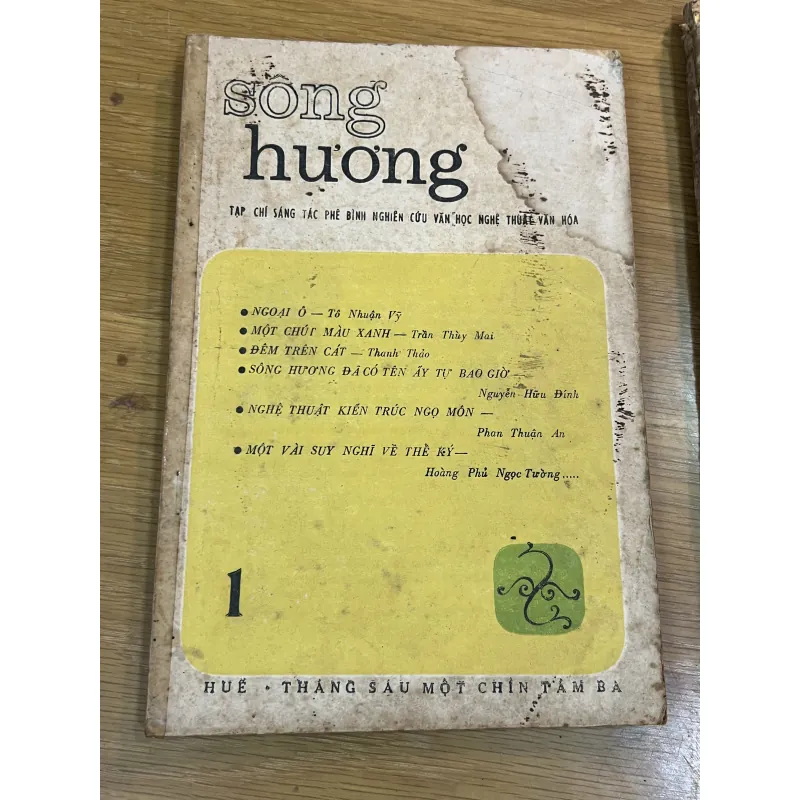 sông
hương
TẠP CHÍ SÁNG TÁC PHÊ BÌNH NGHIÊN CỨU VĂN HỌC NGHỆ THUẬT VĂN HÓA
● NGOẠI Ô — Tô Nhuận Vỹ
● MỘT CHÚT MÀU XANH — Trần Thùy Mai
● ĐÊM TRÊN CÁT — Thanh Thảo
● SÔNG HƯƠNG ĐÃ CÓ TÊN ẤY TỰ BAO GIỜ —
Nguyễn Hữu Đính
● NGHỆ THUẬT KIẾN TRÚC NGỌ MÔN —
Phan Thuận An
● MỘT VÀI SUY NGHĨ VỀ THỂ KÝ —
Hoàng Phủ Ngọc Tường.....
1
HUẾ • THÁNG SÁU MỘT CHÍN TÁM BA